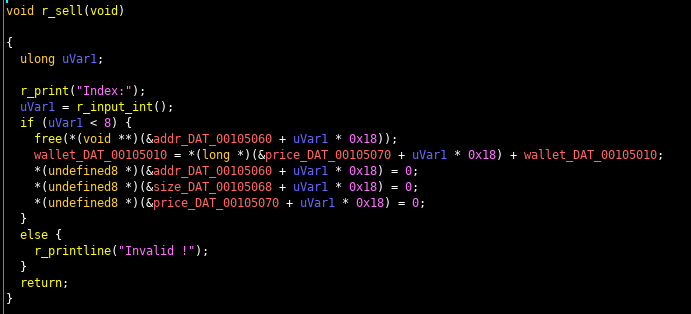 void r_sell(void)
{
ulong uVar1;
r_print("Index:");
uVar1 = r_input_int();
if (uVar1 < 8) {
free(*(void **)(&addr_DAT_00105060 + uVar1 * 0x18));
wallet_DAT_00105010 = *(long *)(&price_DAT_00105070 + uVar1 * 0x18) + wallet_DAT_00105010;
*(undefined8 *)(&addr_DAT_00105060 + uVar1 * 0x18) = 0;
*(undefined8 *)(&size_DAT_00105068 + uVar1 * 0x18) = 0;
*(undefined8 *)(&price_DAT_00105070 + uVar1 * 0x18) = 0;
}
else {
r_printline("Invalid !");
}
return;
}